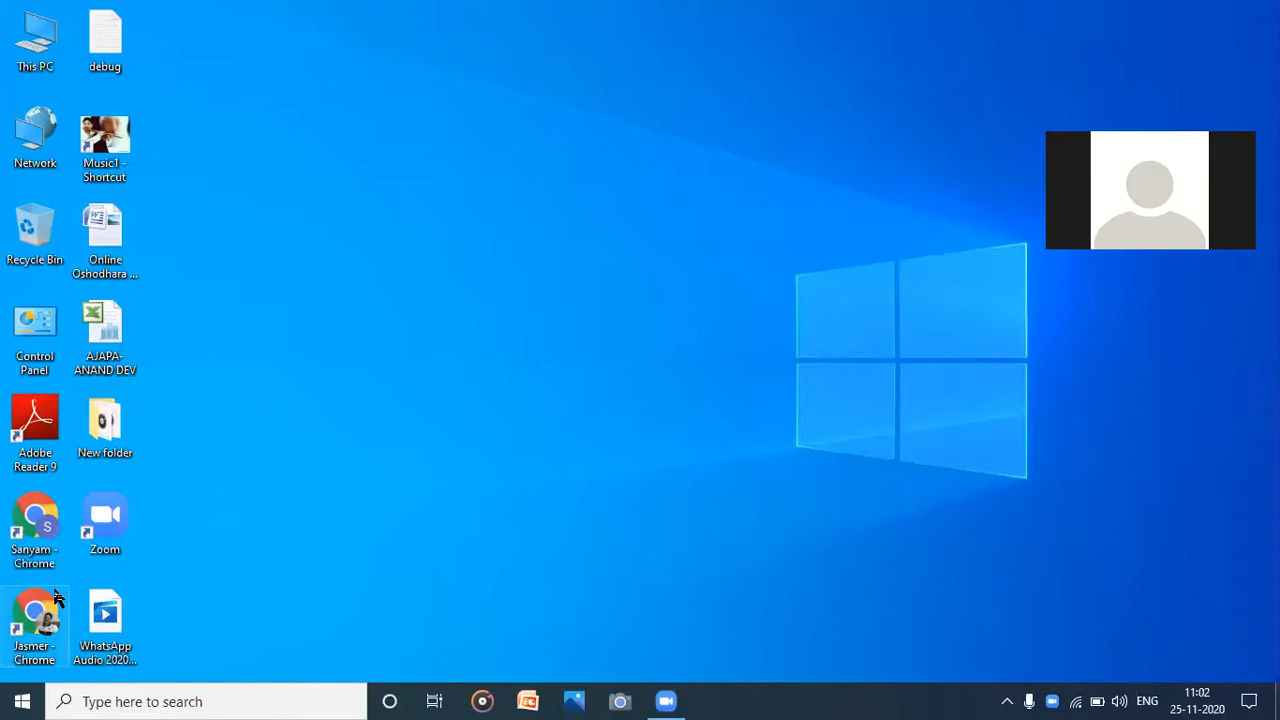 This PC
debug
Network
Music1 -
Shortcut
Recycle Bin
Online
Oshodhara ...
Control
Panel
AJAPA-
ANAND DEV
Adobe
Reader 9
New folder
S
Sanyam -
Chrome
Zoom
Jasmer -
Chrome
WhatsApp
Audio 2020...
Type here to search
ENG
11:02
25-11-2020